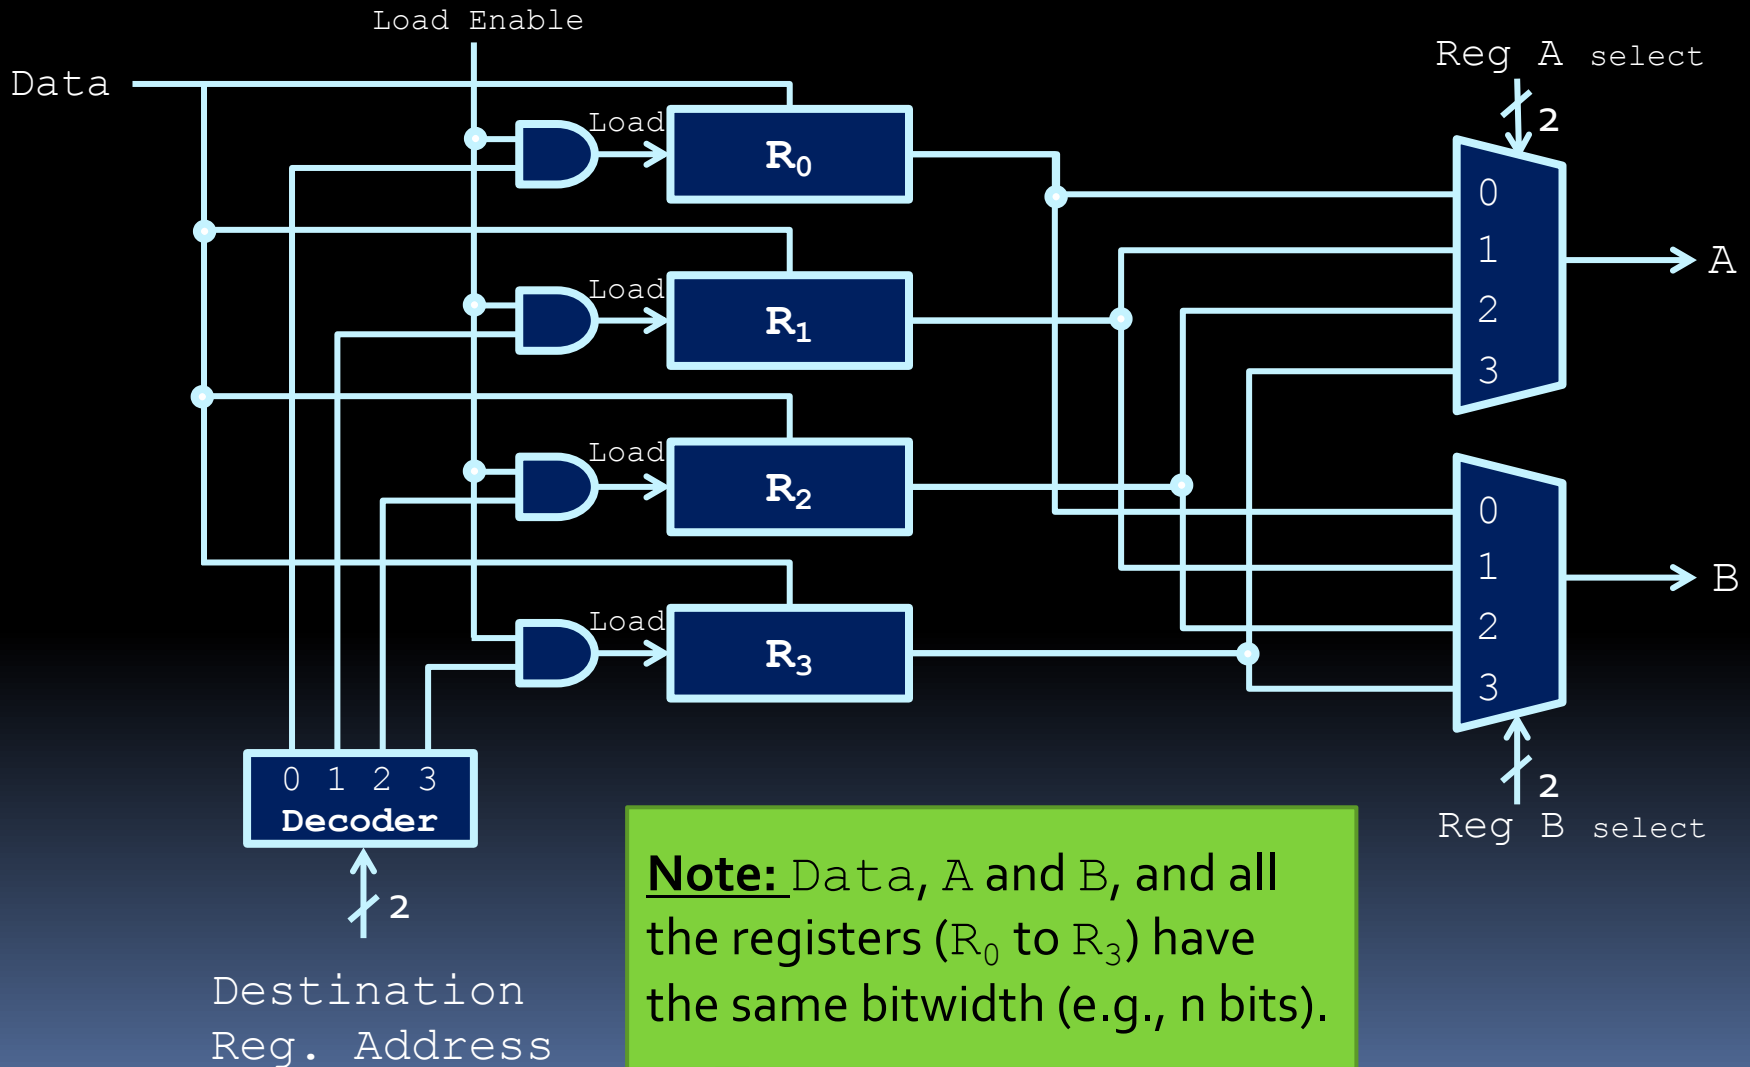 Load Enable
Data
Reg A select
2
Load
R0
0
1
2
3
A
Load
R1
Load
R2
0
1
2
3
B
Load
R3
2
Reg B select
0 1 2 3
Decoder
2
Destination
Reg. Address
Note: Data, A and B, and all
the registers (R0 to R3) have
the same bitwidth (e.g., n bits).